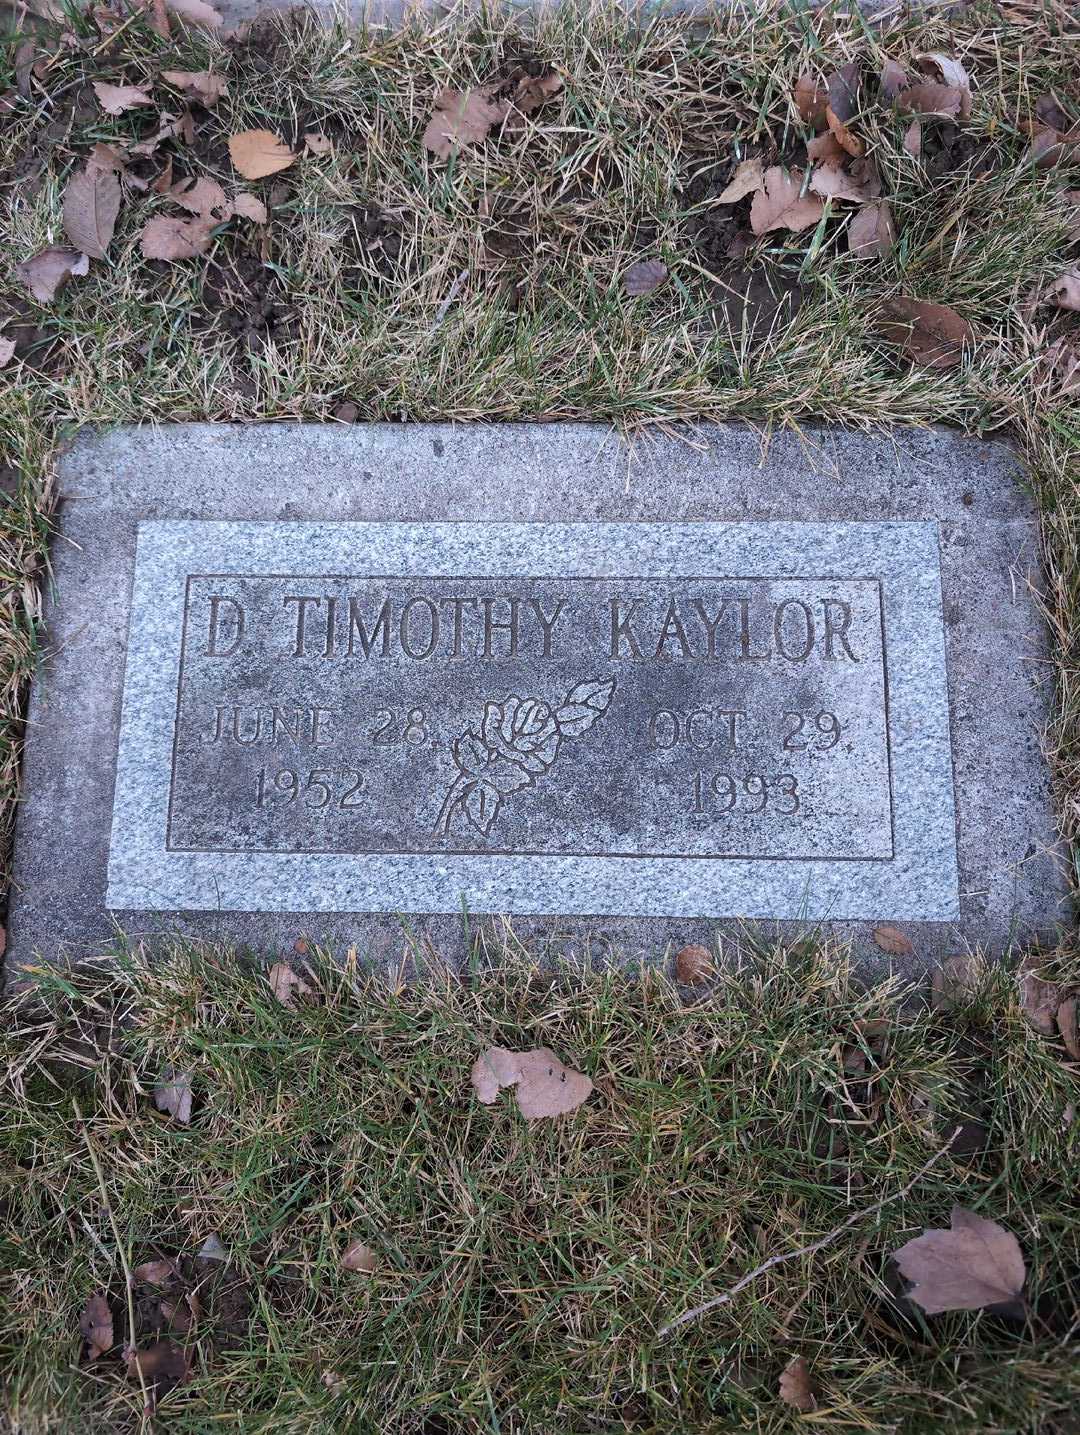 D. TIMOTHY KAYLOR
JUNE 28, OCT. 29,
1952 1993